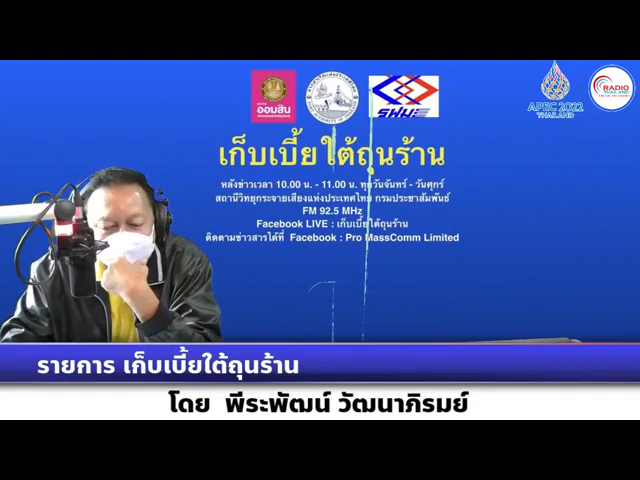 ออมสิน
รฟม
APEC 2022
THAILAND
RADIO
THAILAND
เก็บเบี้ยใต้ถุนร้าน
หลังข่าวเวลา 10.00 น. - 11.00 น. ทุกวันจันทร์ - วันศุกร์
สถานีวิทยุกระจายเสียงแห่งประเทศไทย กรมประชาสัมพันธ์
FM 92.5 MHz
Facebook LIVE : เก็บเบี้ยใต้ถุนร้าน
ติดตามข่าวสารได้ที่ Facebook : Pro MassComm Limited
รายการ เก็บเบี้ยใต้ถุนร้าน
โดย พีระพัฒน์ วัฒนาภิรมย์